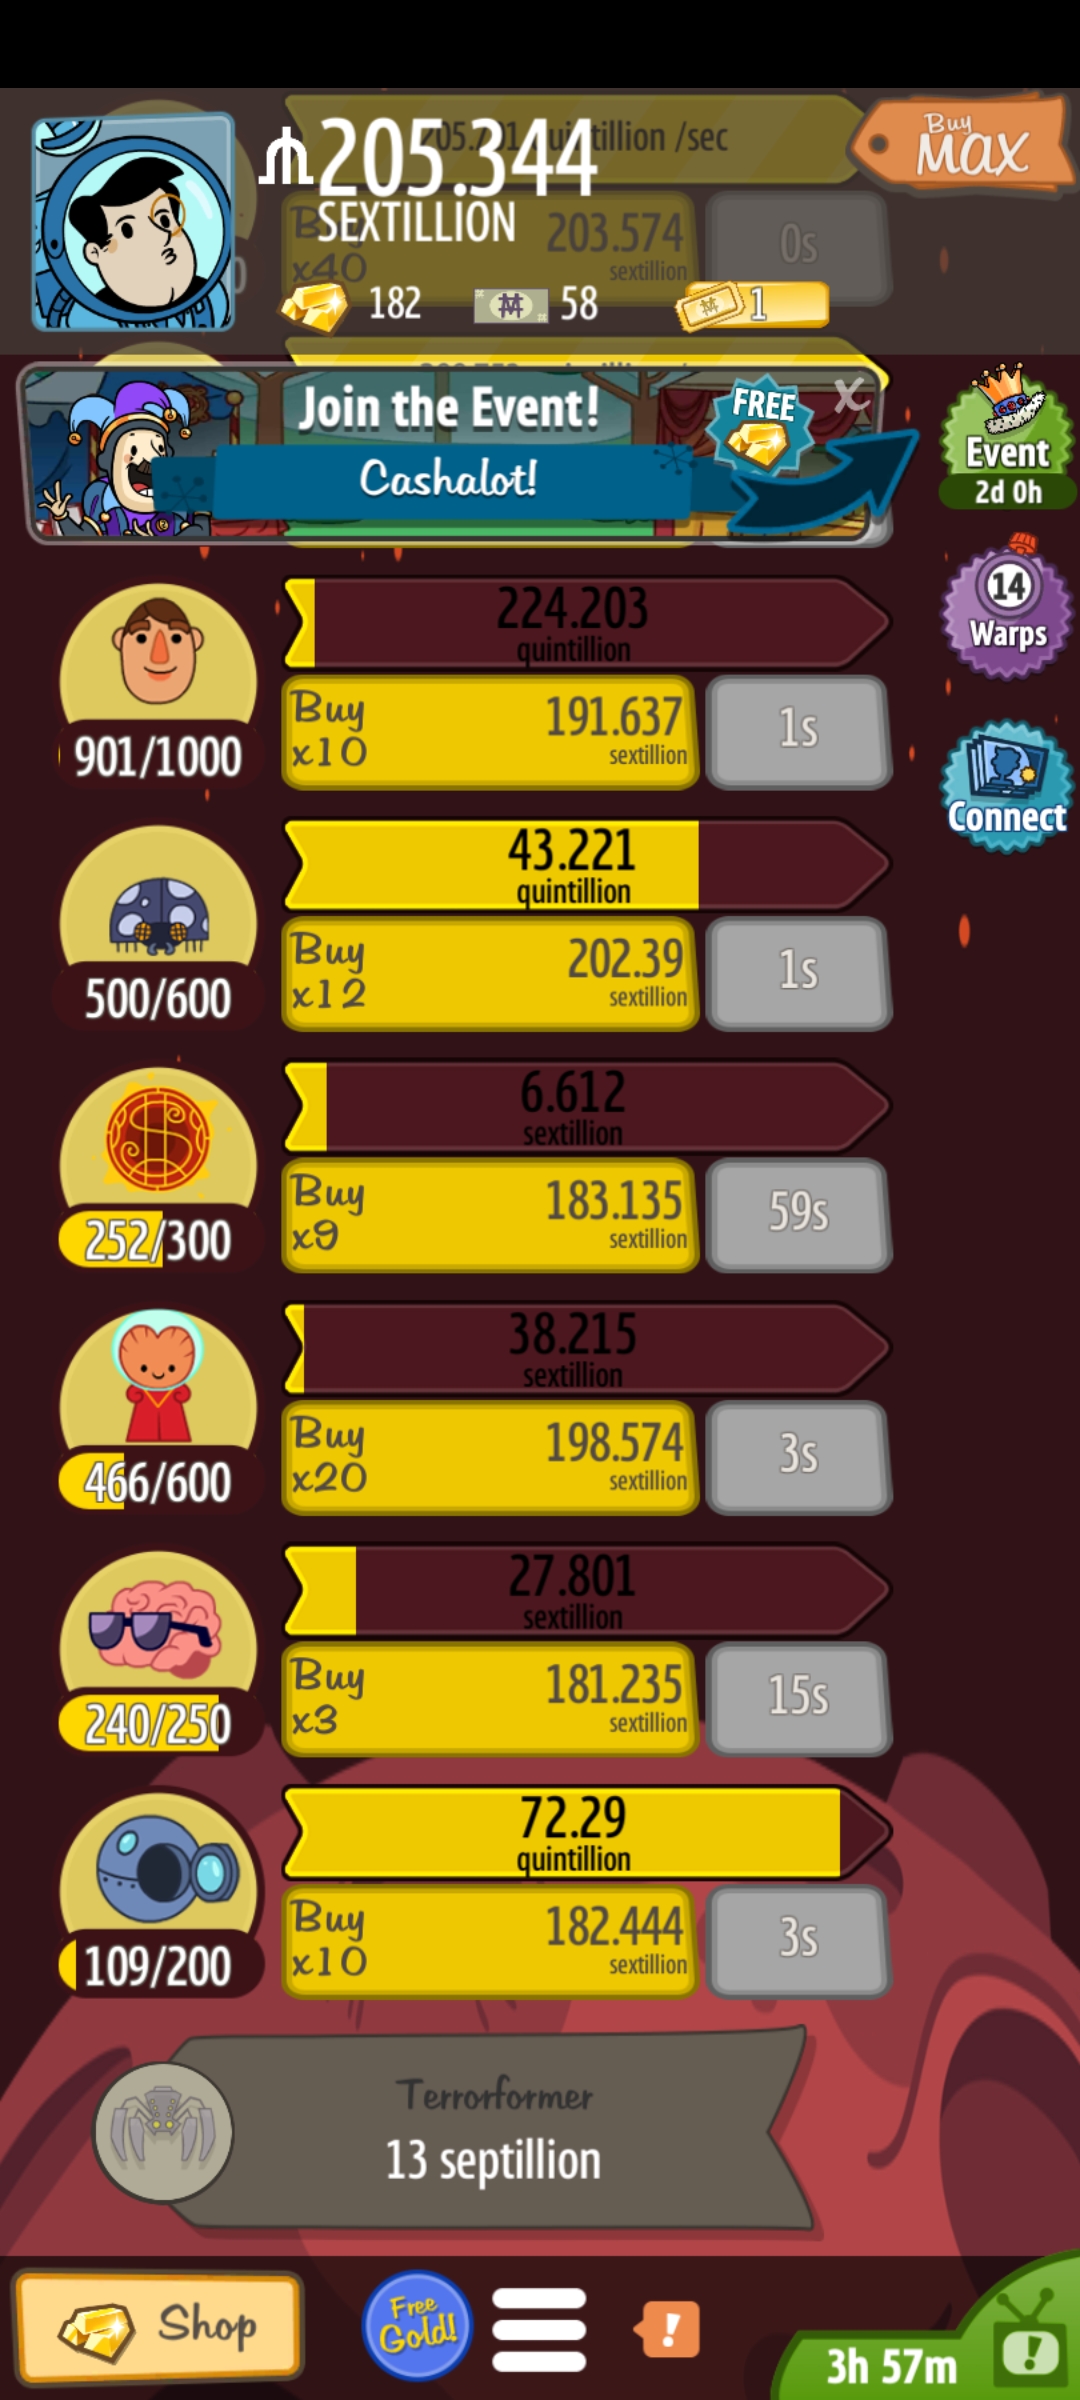 205.344
SEXTILLION
Buy
MAX
quintillion /sec
Buy
x40
203.574
sextillion
0s
182
58
1
Join the Event!
FREE
X
Cashalot!
Event
2d 0h
14
Warps
Connect
224.203
quintillion
901/1000
Buy
x10
191.637
sextillion
1s
43.221
quintillion
500/600
Buy
x12
202.39
sextillion
1s
6.612
sextillion
252/300
Buy
x9
183.135
sextillion
59s
38.215
sextillion
466/600
Buy
x20
198.574
sextillion
3s
27.801
sextillion
240/250
Buy
x3
181.235
sextillion
15s
72.29
quintillion
109/200
Buy
x10
182.444
sextillion
3s
Terrorformer
13 septillion
Shop
Free
Gold!
!
3h 57m
!